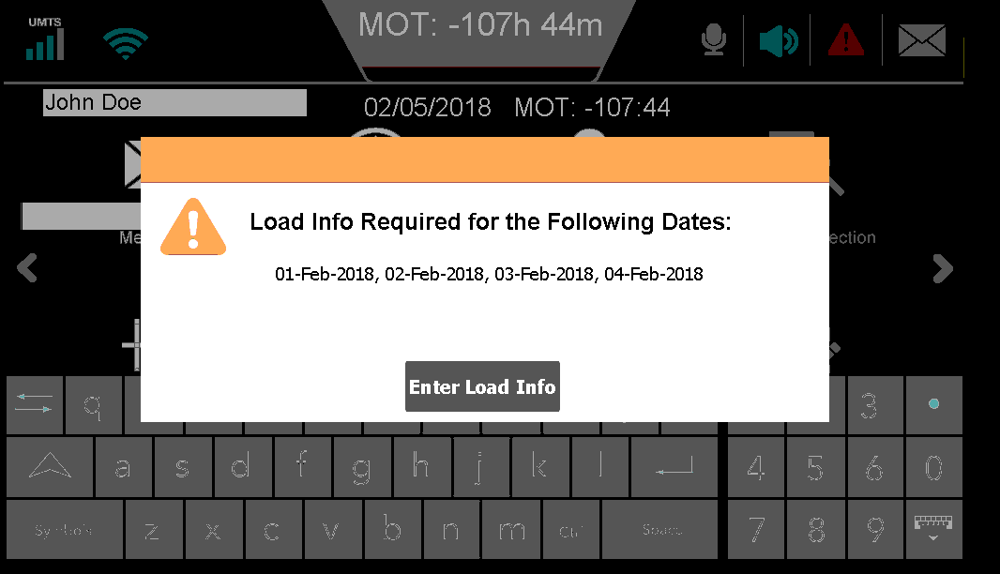 UMTS
MOT: -107h 44m
John Doe
02/05/2018 MOT: -107:44
Load Info Required for the Following Dates:
Me
ection
01-Feb-2018, 02-Feb-2018, 03-Feb-2018, 04-Feb-2018
Enter Load Info
q 3
a s d f g h j k l 4 5 6 0
Symbols z x c v b n m Ctrl Space 7 8 9